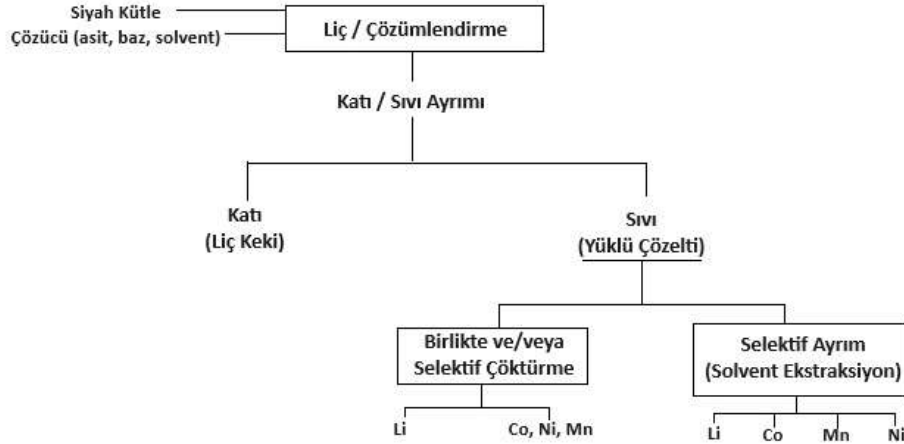 Siyah Kütle
Çözücü (asit, baz, solvent)
Liç / Çözümlendirme
Katı / Sıvı Ayrımı
Katı
(Liç Keki)
Sıvı
(Yüklü Çözelti)
Birlikte ve/veya
Selektif Çöktürme
Selektif Ayrım
(Solvent Ekstraksiyon)
Li
Co, Ni, Mn
Li
Co
Mn
Ni